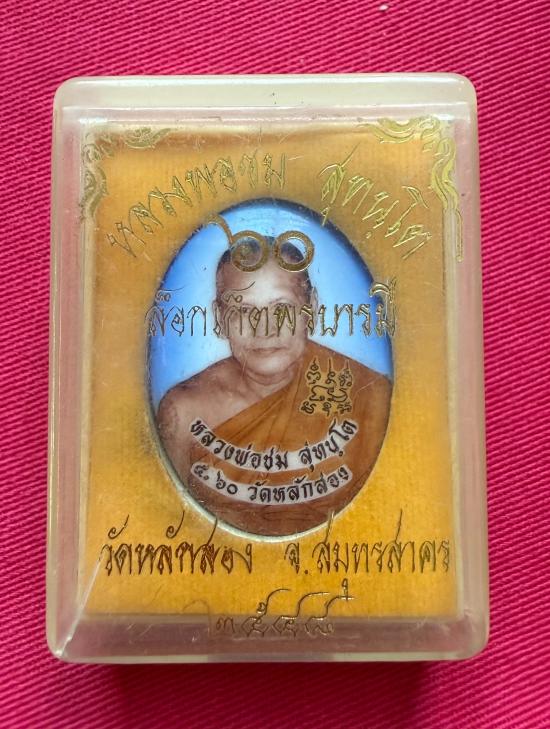 หลวงพ่อชุม สุทนฺโต
๖๐
ล๊อกเก็ตพรบารมี
หลวงพ่อชุม สุทนฺโต
๕.๖๐ วัดหลักสอง
วัดหลักสอง จ.สมุทรสาคร